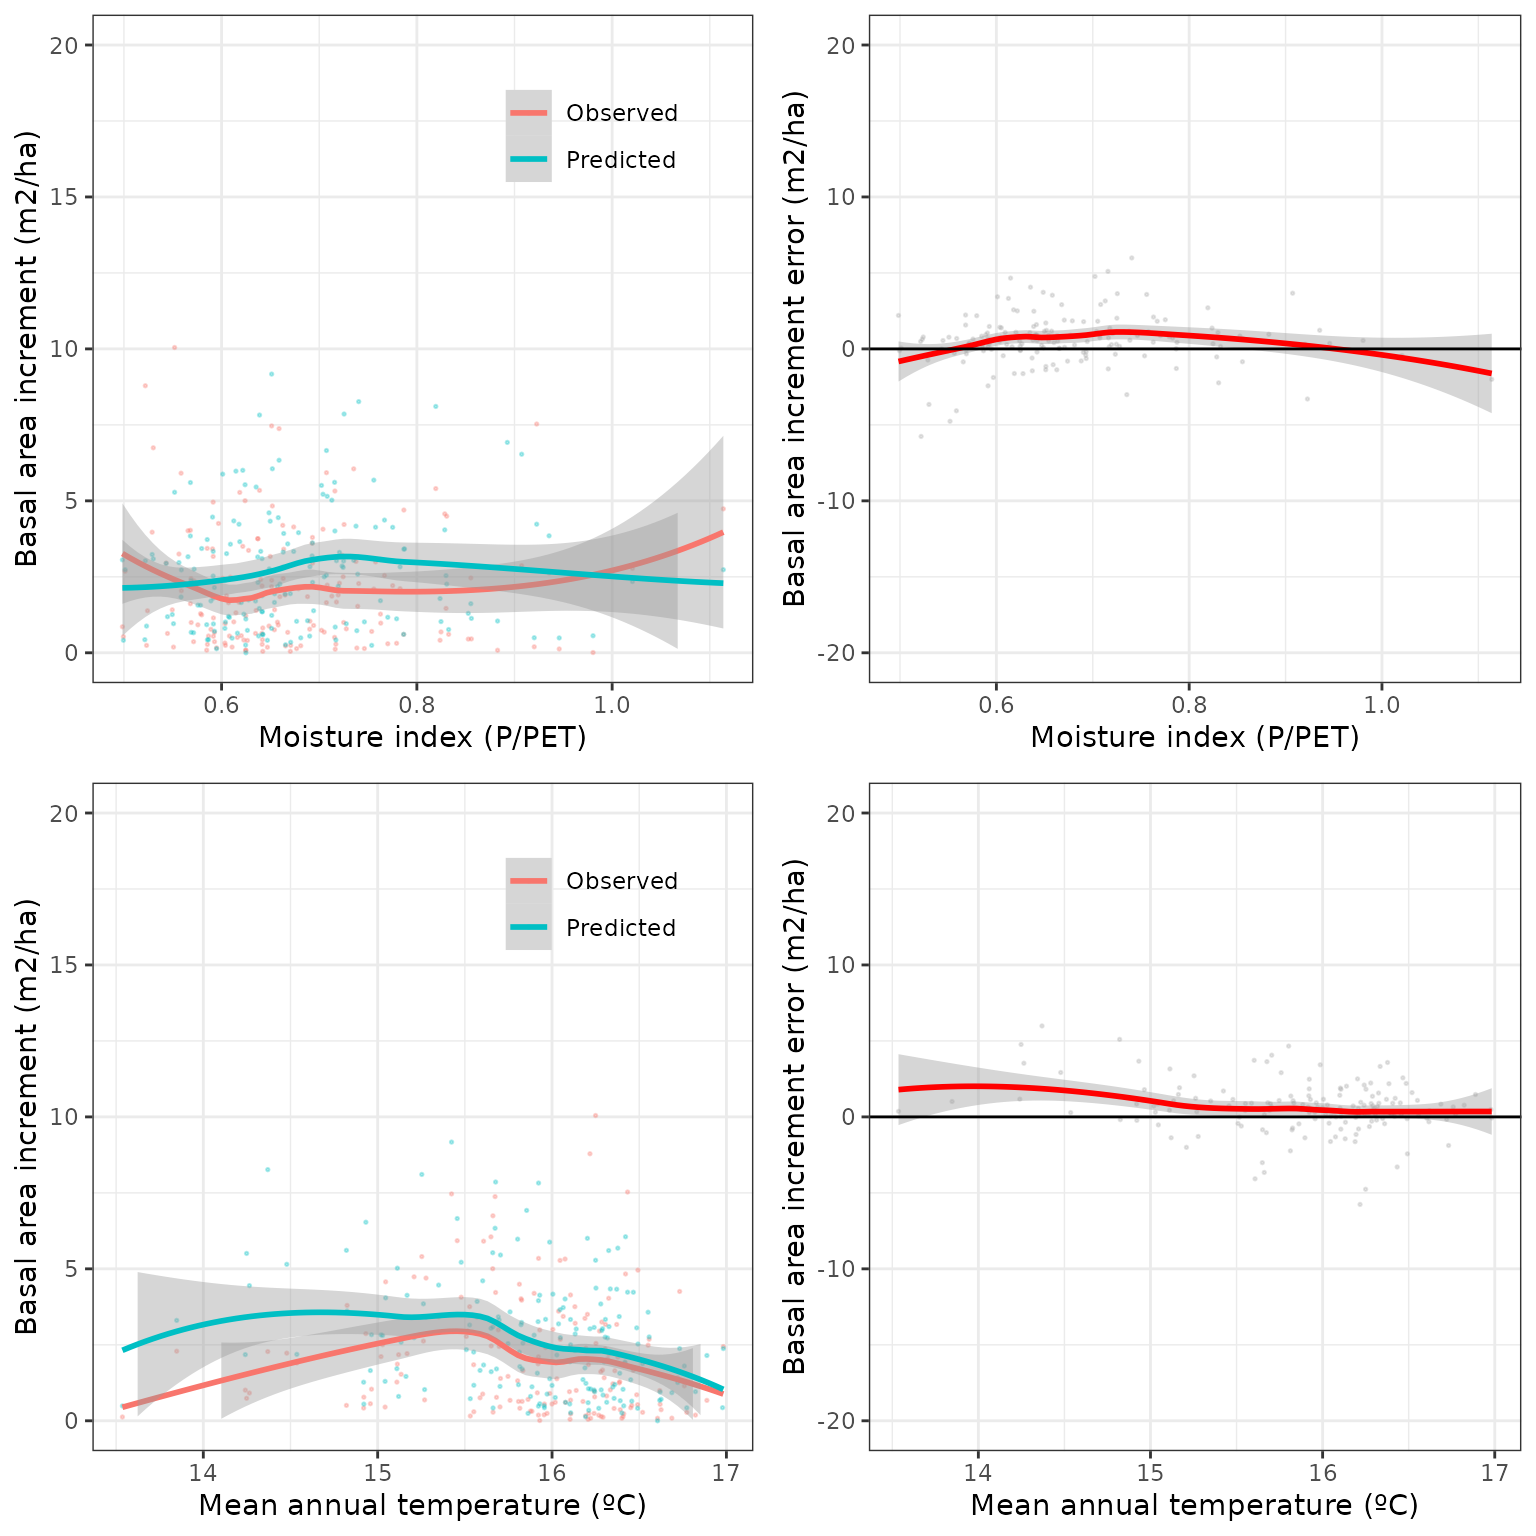 Basal area increment (m2/ha)
20
15
10
5
0
Observed
Predicted
0.6 0.8 1.0
Moisture index (P/PET)
Basal area increment error (m2/ha)
20
10
0
-10
-20
0.6 0.8 1.0
Moisture index (P/PET)
Basal area increment (m2/ha)
20
15
10
5
0
Observed
Predicted
14 15 16 17
Mean annual temperature (ºC)
Basal area increment error (m2/ha)
20
10
0
-10
-20
14 15 16 17
Mean annual temperature (ºC)